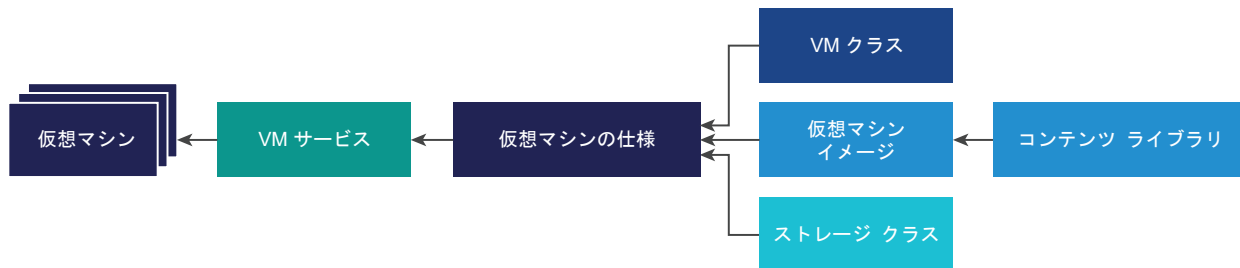 VM クラス
仮想マシン
VM サービス
仮想マシンの仕様
仮想マシン
イメージ
コンテンツ ライブラリ
ストレージ クラス